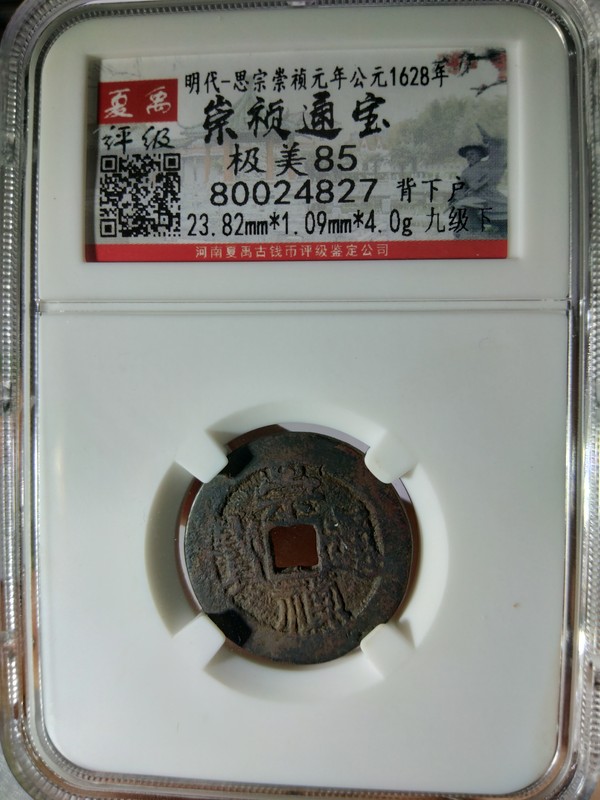 夏禹
评级
明代-思宗崇祯元年公元1628年
崇祯通宝
极美85
80024827 背下户
23.82mm*1.09mm*4.0g 九级下
河南夏禹古钱币评级鉴定公司